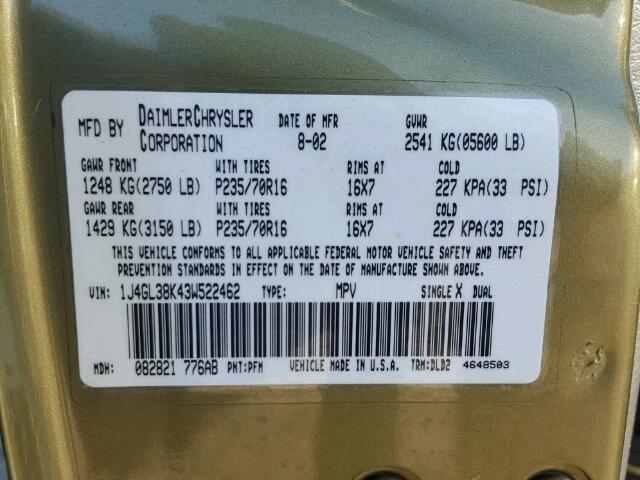 MFD BY DAIMLERCHRYSLER CORPORATION DATE OF MFR 8-02 GVWR 2541 KG(05600 LB)
GAWR FRONT WITH TIRES RIMS AT COLD
1248 KG(2750 LB) P235/70R16 16X7 227 KPA(33 PSI)
GAWR REAR WITH TIRES RIMS AT COLD
1429 KG(3150 LB) P235/70R16 16X7 227 KPA(33 PSI)
THIS VEHICLE CONFORMS TO ALL APPLICABLE FEDERAL MOTOR VEHICLE SAFETY AND THEFT
PREVENTION STANDARDS IN EFFECT ON THE DATE OF MANUFACTURE SHOWN ABOVE.
VIN: 1J4GL38K43W522462 TYPE: MPV SINGLE X DUAL
MDH: 082821 776AB PNT:PFM VEHICLE MADE IN U.S.A. TRM:DLD2 4648503